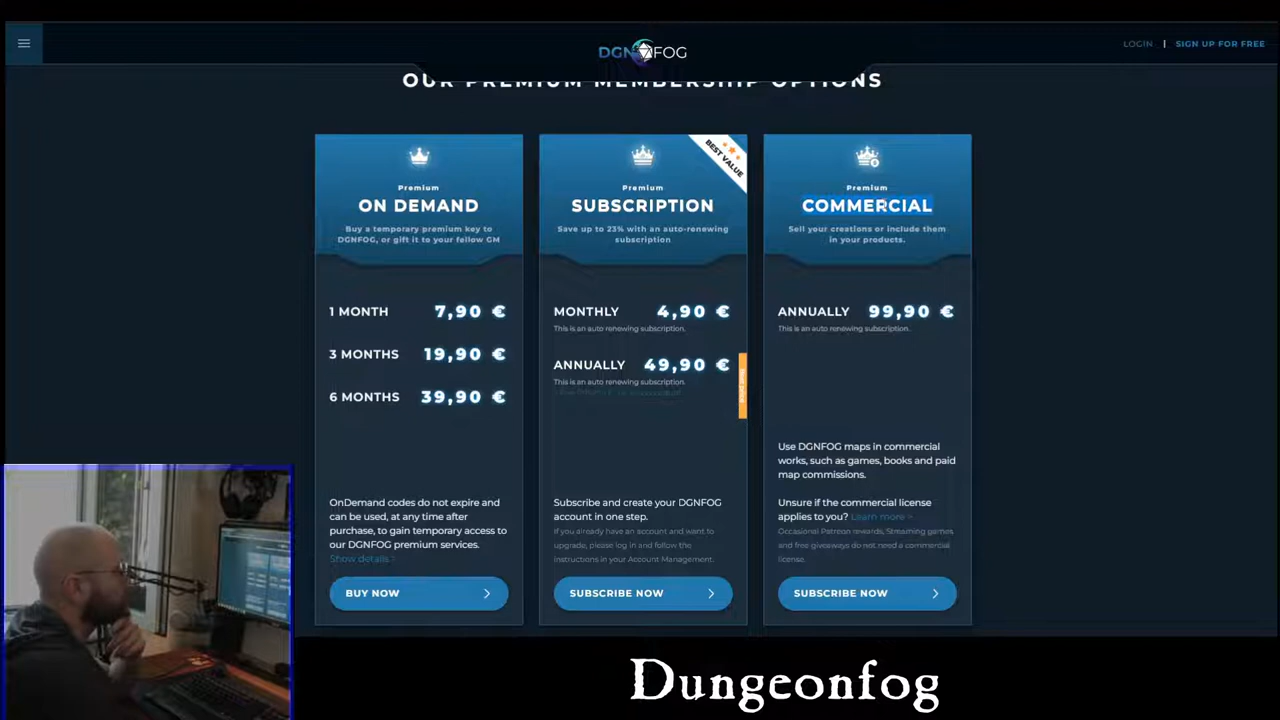 DGNFOG
LOGIN | SIGN UP FOR FREE
OUR PREMIUM MEMBERSHIP OPTIONS
Premium
ON DEMAND
Buy a temporary premium key to
DGNFOG, or gift it to your fellow GM
1 MONTH 7,90 €
3 MONTHS 19,90 €
6 MONTHS 39,90 €
OnDemand codes do not expire and
can be used, at any time after
purchase, to gain temporary access to
our DGNFOG premium services.
Show details >
BUY NOW
BEST VALUE
Premium
SUBSCRIPTION
Save up to 23% with an auto-renewing
subscription
MONTHLY 4,90 €
This is an auto renewing subscription.
ANNUALLY 49,90 €
This is an auto renewing subscription.
Subscribe and create your DGNFOG
account in one step.
If you already have an account and want to
upgrade, please log in and follow the
instructions in your Account Management.
SUBSCRIBE NOW
Premium
COMMERCIAL
Sell your creations or include them
in your products.
ANNUALLY 99,90 €
This is an auto renewing subscription.
Use DGNFOG maps in commercial
works, such as games, books and paid
map commissions.
Unsure if the commercial license
applies to you? Learn more >
Occasional Patreon rewards, Streaming games
and free giveaways do not need a commercial
license.
SUBSCRIBE NOW
Dungeonfog